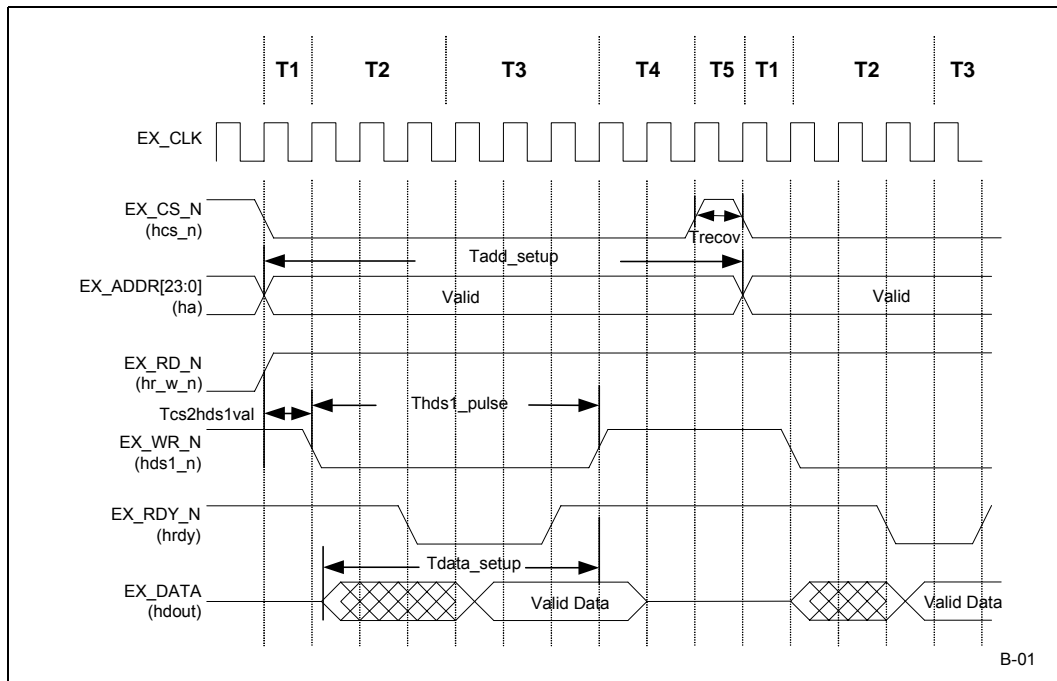 T1 T2 T3 T4 T5 T1 T2 T3
EX_CLK
EX_CS_N
(hcs_n)
Trecov
Tadd_setup
EX_ADDR[23:0]
(ha)
Valid
Valid
EX_RD_N
(hr_w_n)
Tcs2hds1val
Thds1_pulse
EX_WR_N
(hds1_n)
EX_RDY_N
(hrdy)
Tdata_setup
EX_DATA
(hdout)
Valid Data
Valid Data
B-01